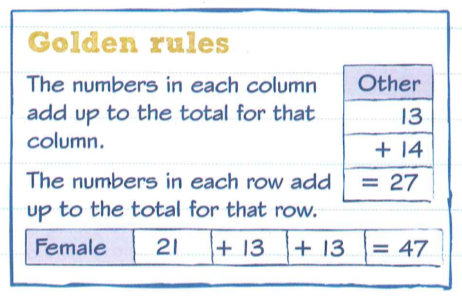 Golden rules
The numbers in each column
add up to the total for that
column.
Other
13
+ 14
= 27
The numbers in each row add
up to the total for that row.
Female 21 + 13 + 13 = 47